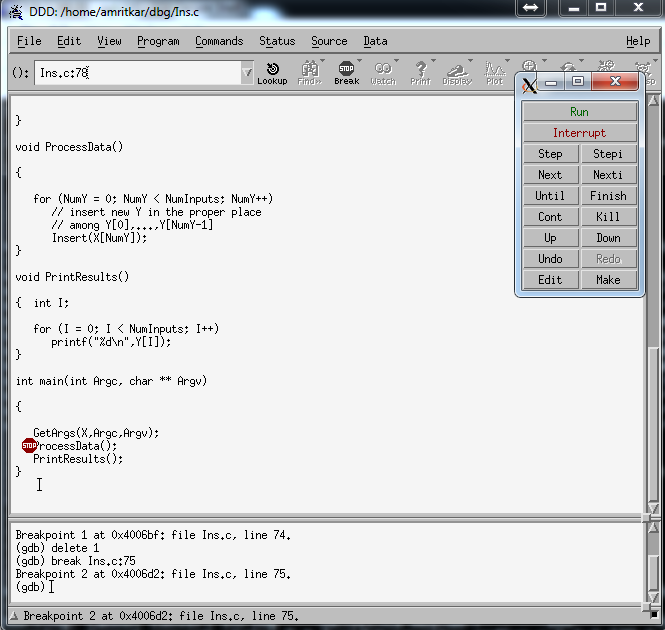 DDD: /home/amritkar/dbg/Ins.c
File Edit View Program Commands Status Source Data Help
(): Ins.c:78
Lookup Find» Break Watch Print Display Plot
}
void ProcessData()
{
for (NumY = 0; NumY < NumInputs; NumY++)
// insert new Y in the proper place
// among Y[0],...,Y[NumY-1]
Insert(X[NumY]);
}
void PrintResults()
{ int I;
for (I = 0; I < NumInputs; I++)
printf("%d\n",Y[I]);
}
int main(int Argc, char ** Argv)
{
GetArgs(X,Argc,Argv);
STOP rocessData();
PrintResults();
}
Run
Interrupt
Step Stepi
Next Nexti
Until Finish
Cont Kill
Up Down
Undo Redo
Edit Make
Breakpoint 1 at 0x4006bf: file Ins.c, line 74.
(gdb) delete 1
(gdb) break Ins.c:75
Breakpoint 2 at 0x4006d2: file Ins.c, line 75.
(gdb)
Breakpoint 2 at 0x4006d2: file Ins.c, line 75.